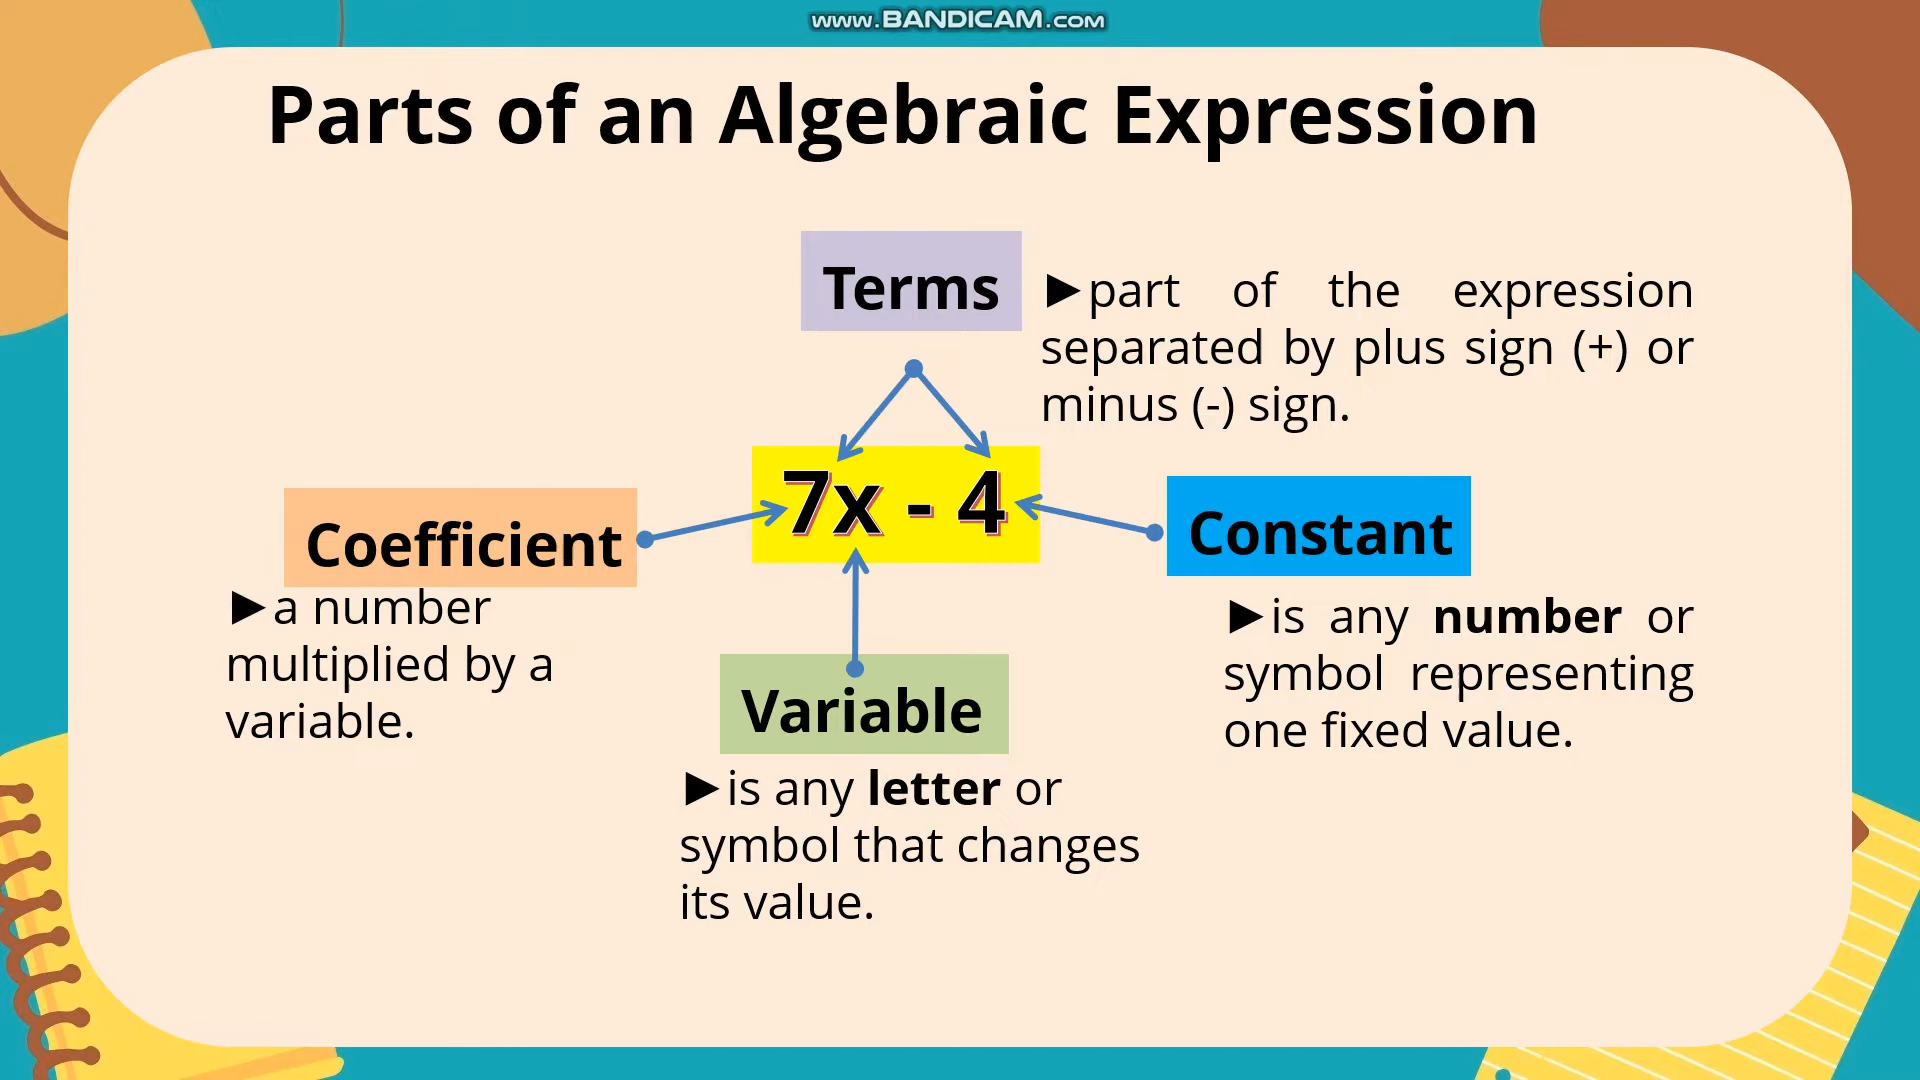 www.BANDICAM.com
Parts of an Algebraic Expression
Terms
►part of the expression
separated by plus sign (+) or
minus (-) sign.
7x - 4
Coefficient
►a number
multiplied by a
variable.
Constant
►is any number or
symbol representing
one fixed value.
Variable
►is any letter or
symbol that changes
its value.